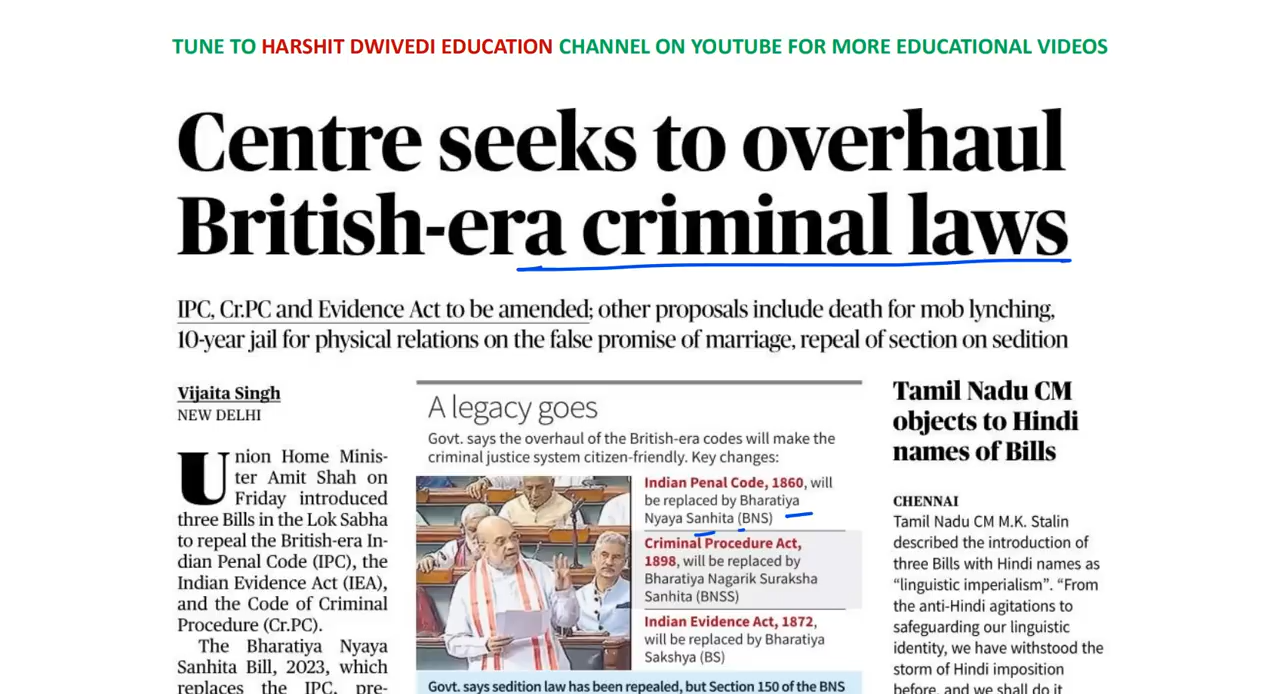 TUNE TO HARSHIT DWIVEDI EDUCATION CHANNEL ON YOUTUBE FOR MORE EDUCATIONAL VIDEOS
Centre seeks to overhaul
British-era criminal laws
IPC, Cr.PC and Evidence Act to be amended; other proposals include death for mob lynching,
10-year jail for physical relations on the false promise of marriage, repeal of section on sedition
Vijaita Singh
NEW DELHI
Union Home Minis-
ter Amit Shah on
Friday introduced
three Bills in the Lok Sabha
to repeal the British-era In-
dian Penal Code (IPC), the
Indian Evidence Act (IEA),
and the Code of Criminal
Procedure (Cr.PC).
The Bharatiya Nyaya
Sanhita Bill, 2023, which
replaces the IPC, pre-
A legacy goes
Govt. says the overhaul of the British-era codes will make the
criminal justice system citizen-friendly. Key changes:
Indian Penal Code, 1860, will
be replaced by Bharatiya
Nyaya Sanhita (BNS)
Criminal Procedure Act,
1898, will be replaced by
Bharatiya Nagarik Suraksha
Sanhita (BNSS)
Indian Evidence Act, 1872,
will be replaced by Bharatiya
Sakshya (BS)
Govt. says sedition law has been repealed, but Section 150 of the BNS
Tamil Nadu CM
objects to Hindi
names of Bills
CHENNAI
Tamil Nadu CM M.K. Stalin
described the introduction of
three Bills with Hindi names as
“linguistic imperialism”. “From
the anti-Hindi agitations to
safeguarding our linguistic
identity, we have withstood the
storm of Hindi imposition
before, and we shall do it